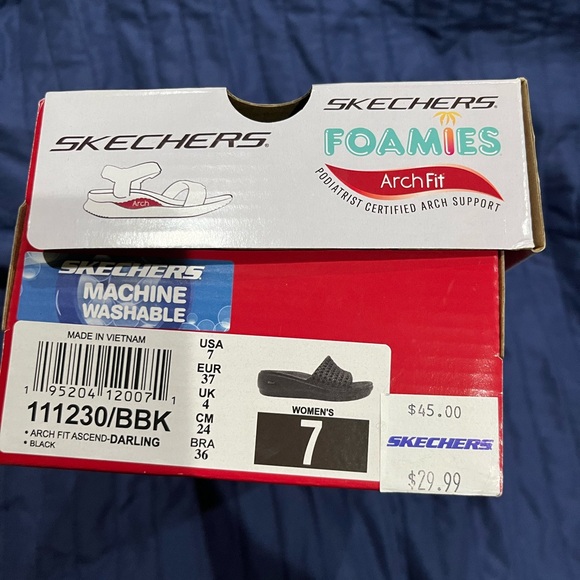 SKECHERS
SKECHERS
FOAMIES
Arch Fit
PODIATRIST CERTIFIED ARCH SUPPORT
Arch
SKECHERS
MACHINE
WASHABLE
MADE IN VIETNAM
1 95204 12007 1
111230/BBK
• ARCH FIT ASCEND-DARLING
• BLACK
USA
7
EUR
37
UK
4
CM
24
BRA
36
WOMEN'S
7
$45.00
SKECHERS
$29.99